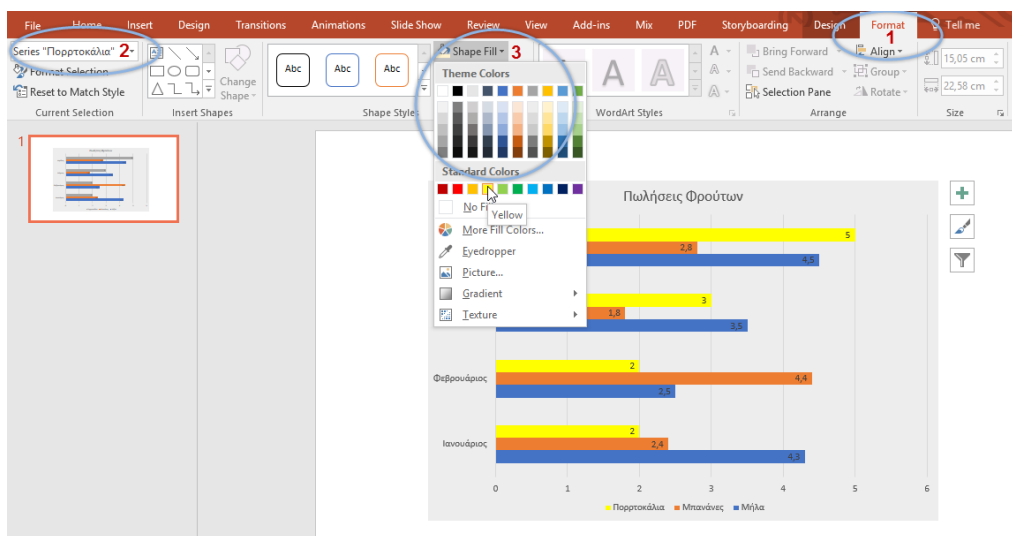 File Home Insert Design Transitions Animations Slide Show Review View Add-ins Mix PDF Storyboarding Design Format Tell me
1
Series "Πορρτοκάλια" 2
Format Selection
Reset to Match Style
Current Selection
Change
Shape
Insert Shapes
Abc Abc Abc
Shape Styles
Shape Fill 3
A A
WordArt Styles
A
A
A
Bring Forward
Send Backward
Selection Pane
Align
Group
Rotate
Arrange
15,05 cm
22,58 cm
Size
Theme Colors
Standard Colors
No Fi
Yellow
More Fill Colors...
Eyedropper
Picture...
Gradient
Texture
1
Πωλήσεις Φρούτων
5
2,8
4,5
3
1,8
3,5
Φεβρουάριος
2
4,4
2,5
Ιανουάριος
2
2,4
4,3
0 1 2 3 4 5 6
Πορρτοκάλια Μπανάνες Μήλα